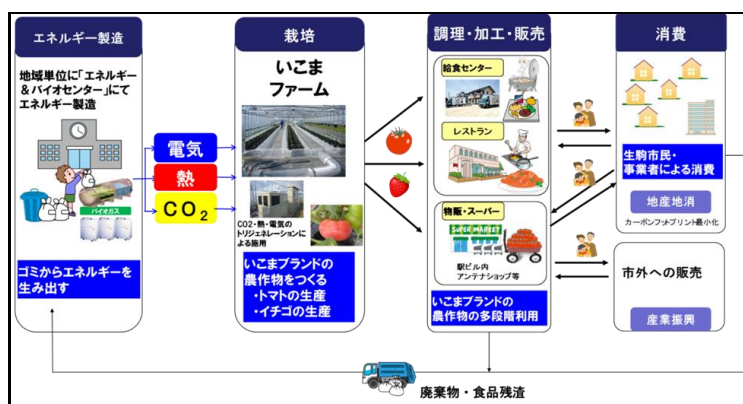 エネルギー製造
地域単位に「エネルギー
&バイオセンター」にて
エネルギー製造
バイオガス
ゴミからエネルギーを
生み出す
電気
熱
CO2
栽培
いこま
ファーム
CO2・熱・電気の
トリジェネレーションに
よる施用
いこまブランドの
農作物をつくる
・トマトの生産
・イチゴの生産
調理・加工・販売
給食センター
レストラン
物販・スーパー
SUPER MARKET
駅ビル内
アンテナショップ等
いこまブランドの
農作物の多段階利用
消費
生駒市民・
事業者による消費
地産地消
カーボンフットプリント最小化
市外への販売
産業振興
廃棄物・食品残渣